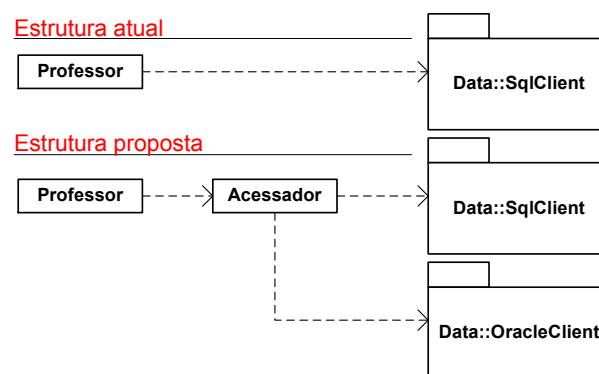 Estrutura atual
Professor
Data::SqlClient
Estrutura proposta
Professor
Acessador
Data::SqlClient
Data::OracleClient